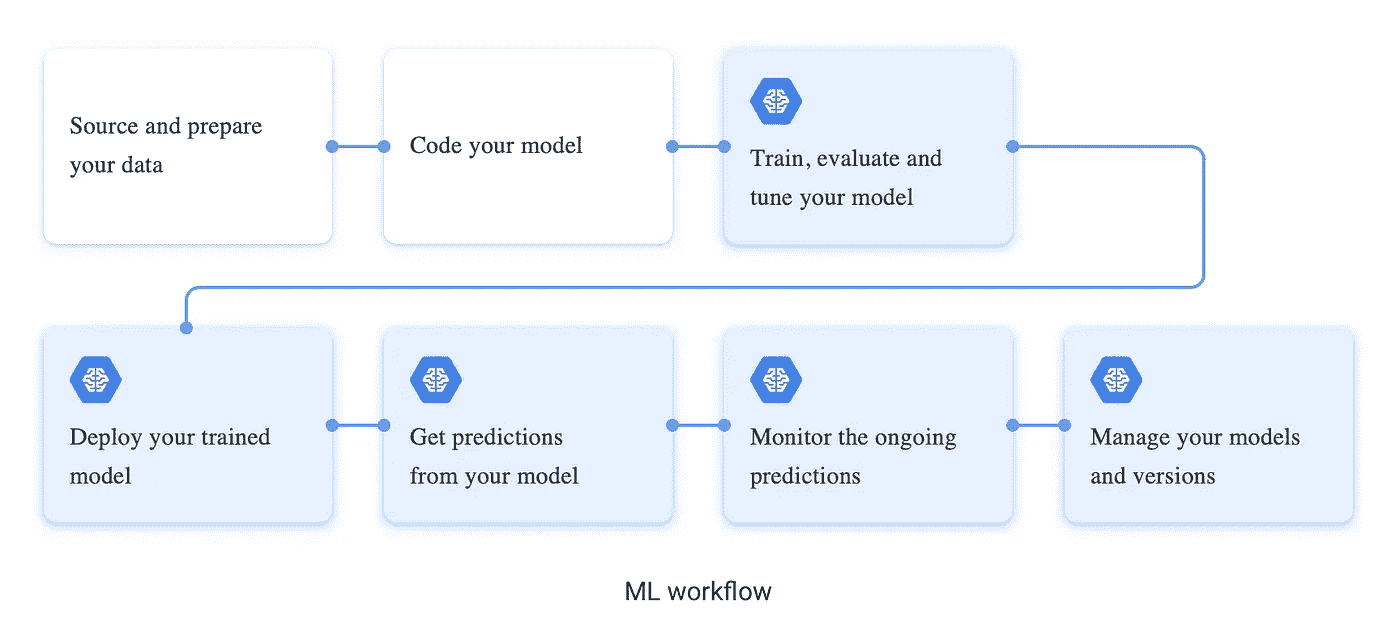 Source and prepare
your data
Code your model
Train, evaluate and
tune your model
Deploy your trained
model
Get predictions
from your model
Monitor the ongoing
predictions
Manage your models
and versions
ML workflow